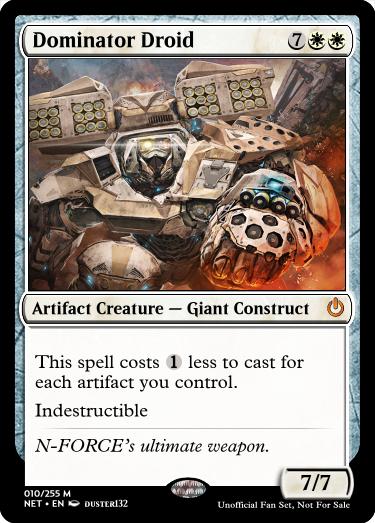 Dominator Droid 7
Artifact Creature — Giant Construct
This spell costs 1 less to cast for
each artifact you control.
Indestructible
N-FORCE's ultimate weapon.
7/7
010/255 M
NET • EN DUSTER132
Unofficial Fan Set, Not For Sale